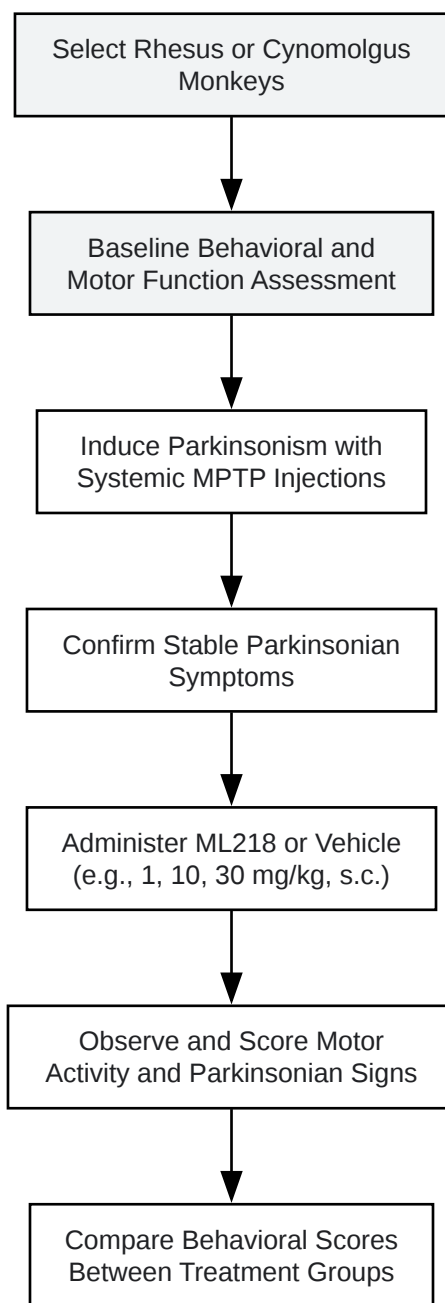 Select Rhesus or Cynomolgus
Monkeys
Baseline Behavioral and
Motor Function Assessment
Induce Parkinsonism with
Systemic MPTP Injections
Confirm Stable Parkinsonian
Symptoms
Administer ML218 or Vehicle
(e.g., 1, 10, 30 mg/kg, s.c.)
Observe and Score Motor
Activity and Parkinsonian Signs
Compare Behavioral Scores
Between Treatment Groups